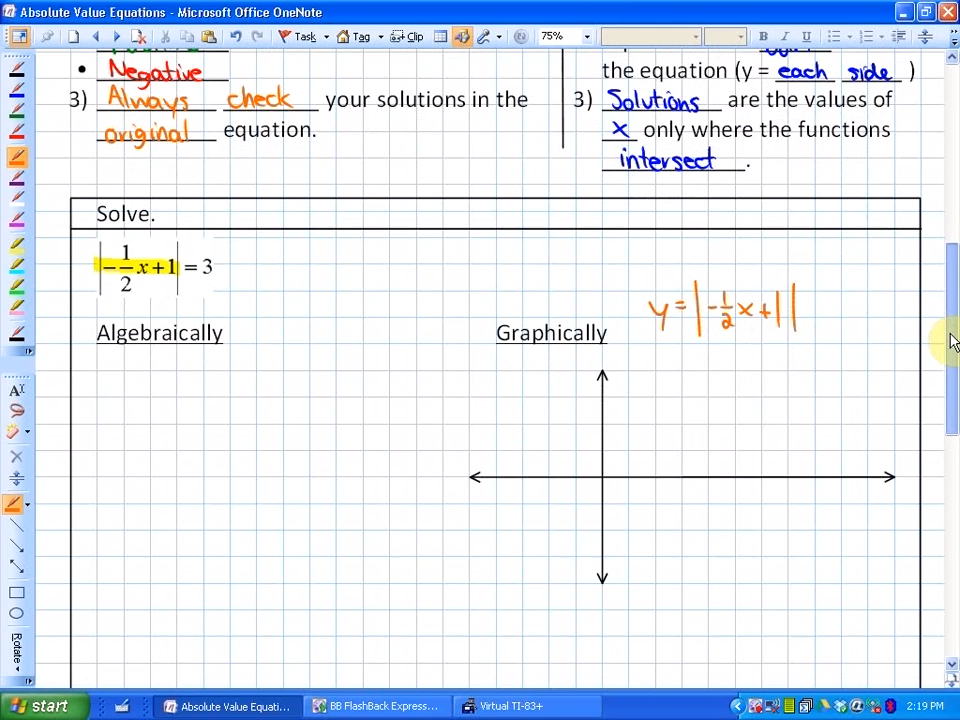 Absolute Value Equations - Microsoft Office OneNote
Task Tag Clip 75% B I U
• Negative
3) Always check your solutions in the
original equation.
the equation (y = each side )
3) Solutions are the values of
x only where the functions
intersect.
Solve.
|-1/2x+1| = 3
y = |-1/2x+1|
Algebraically
Graphically
Rotate
start Absolute Value Equati... BB FlashBack Express... Virtual TI-83+ 2:19 PM